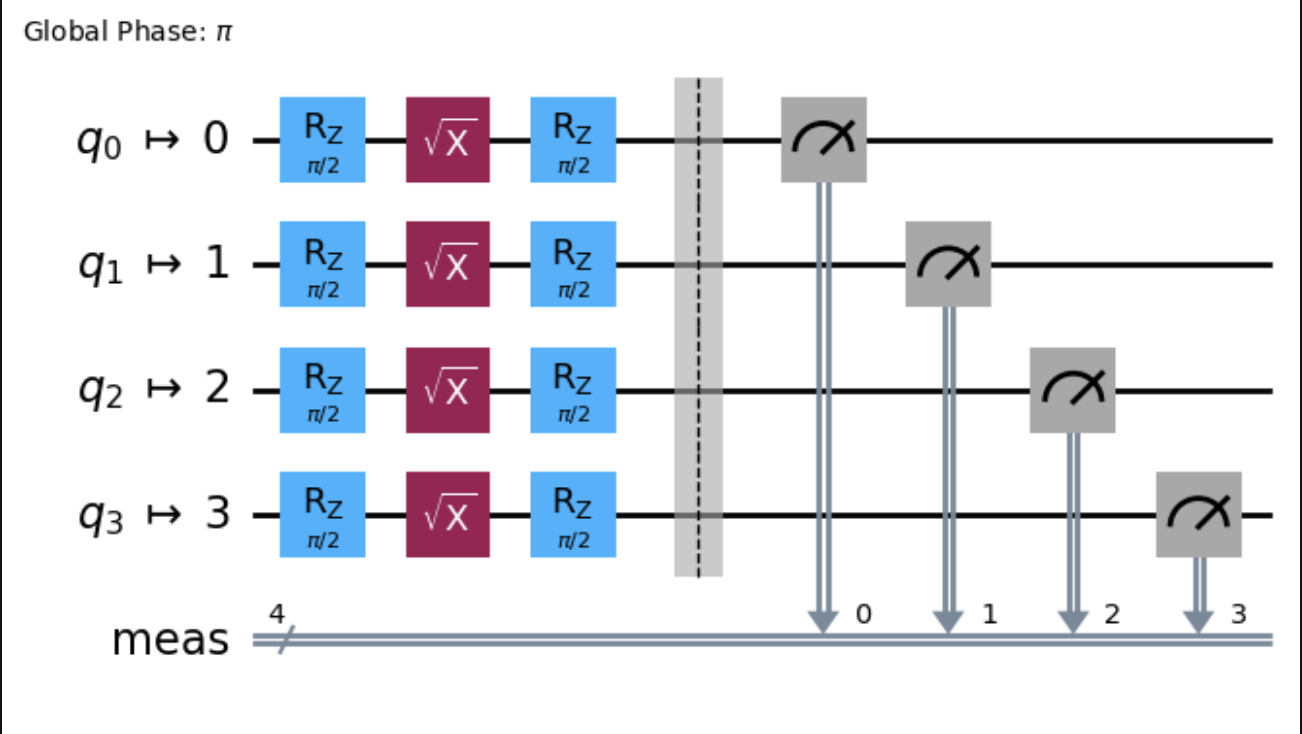 Global Phase: π
q0 ↦ 0 RZ π/2 √X RZ π/2
q1 ↦ 1 RZ π/2 √X RZ π/2
q2 ↦ 2 RZ π/2 √X RZ π/2
q3 ↦ 3 RZ π/2 √X RZ π/2
meas 4 0 1 2 3